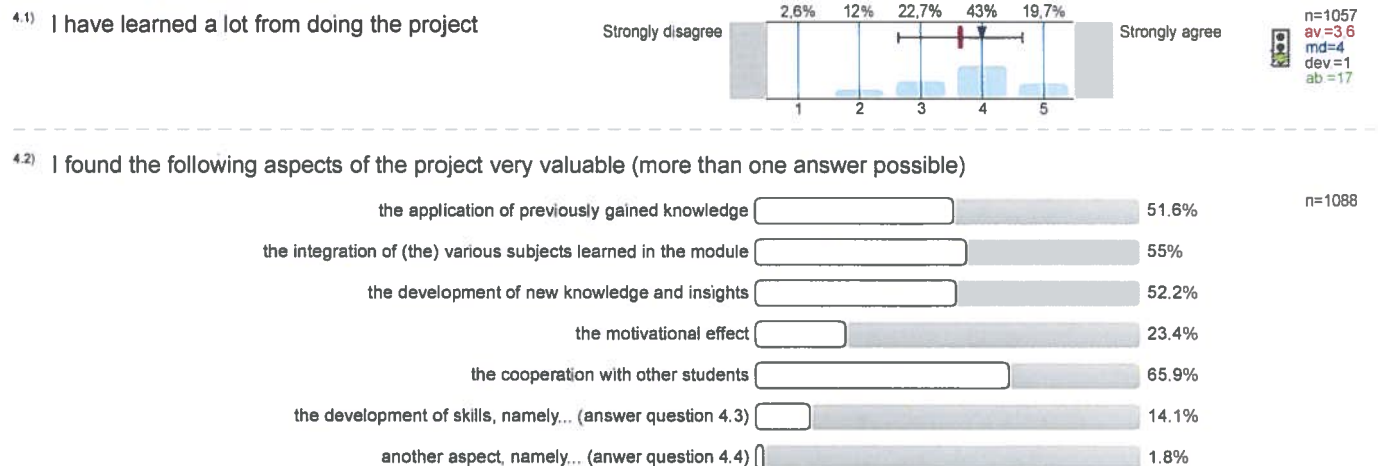 4.1) I have learned a lot from doing the project
2,6% 12% 22,7% 43% 19,7%
Strongly disagree
Strongly agree
1 2 3 4 5
n=1057
av=3,6
md=4
dev=1
ab.=17
4.2) I found the following aspects of the project very valuable (more than one answer possible)
n=1088
the application of previously gained knowledge 51.6%
the integration of (the) various subjects learned in the module 55%
the development of new knowledge and insights 52.2%
the motivational effect 23.4%
the cooperation with other students 65.9%
the development of skills, namely... (answer question 4.3) 14.1%
another aspect, namely... (anwer question 4.4) 1.8%